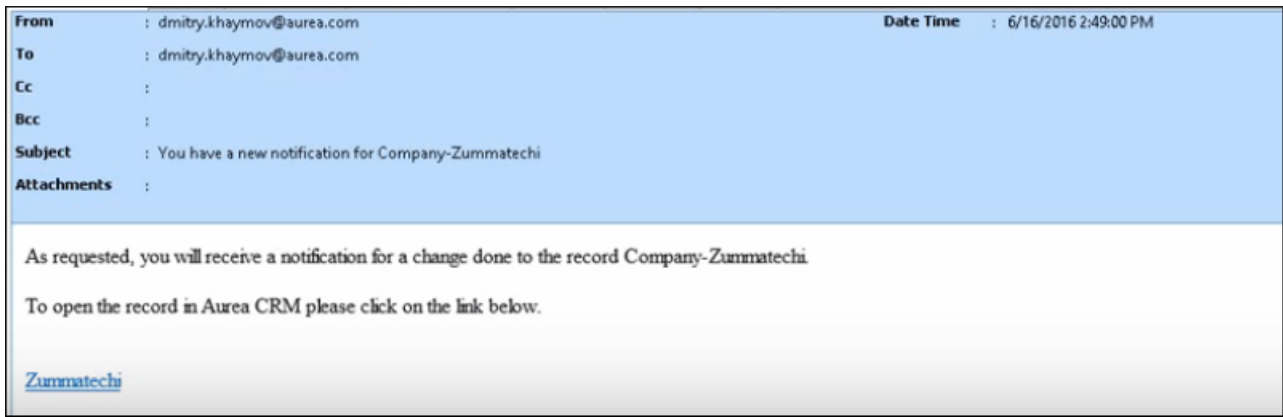 From : dmitry.khaymov@aurea.com Date Time : 6/16/2016 2:49:00 PM
To : dmitry.khaymov@aurea.com
Cc :
Bcc :
Subject : You have a new notification for Company-Zummatechi
Attachments :
As requested, you will receive a notification for a change done to the record Company-Zummatechi.
To open the record in Aurea CRM please click on the link below.
Zummatechi